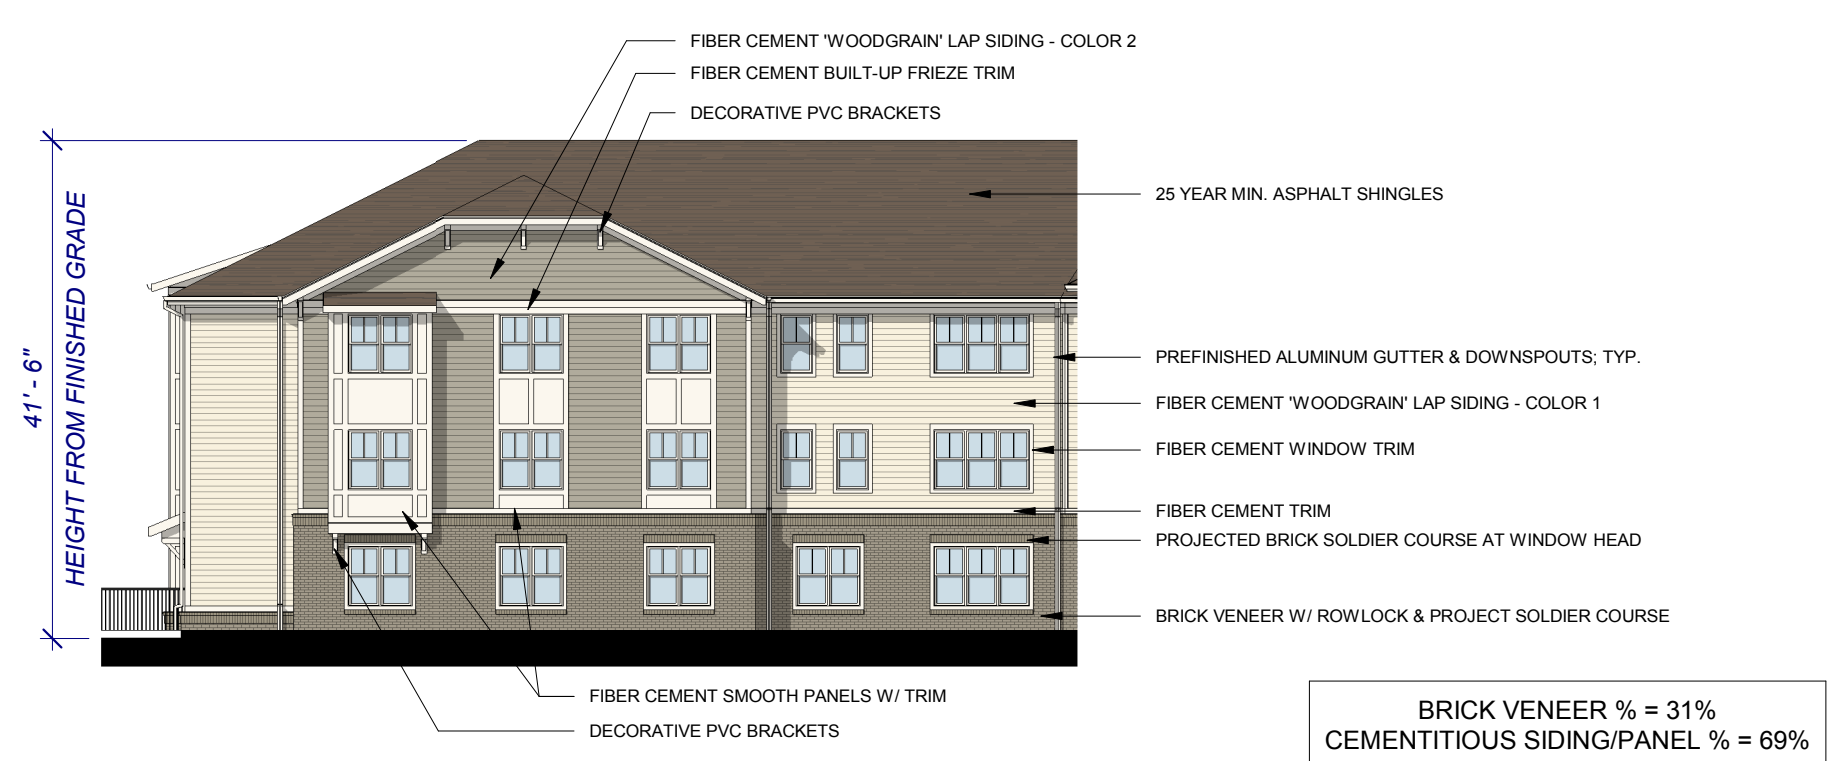 FIBER CEMENT 'WOODGRAIN' LAP SIDING - COLOR 2
FIBER CEMENT BUILT-UP FRIEZE TRIM
DECORATIVE PVC BRACKETS
25 YEAR MIN. ASPHALT SHINGLES
41' - 6"
HEIGHT FROM FINISHED GRADE
PREFINISHED ALUMINUM GUTTER & DOWNSPOUTS; TYP.
FIBER CEMENT 'WOODGRAIN' LAP SIDING - COLOR 1
FIBER CEMENT WINDOW TRIM
FIBER CEMENT TRIM
PROJECTED BRICK SOLDIER COURSE AT WINDOW HEAD
BRICK VENEER W/ ROWLOCK & PROJECT SOLDIER COURSE
FIBER CEMENT SMOOTH PANELS W/ TRIM
DECORATIVE PVC BRACKETS
BRICK VENEER % = 31%
CEMENTITIOUS SIDING/PANEL % = 69%